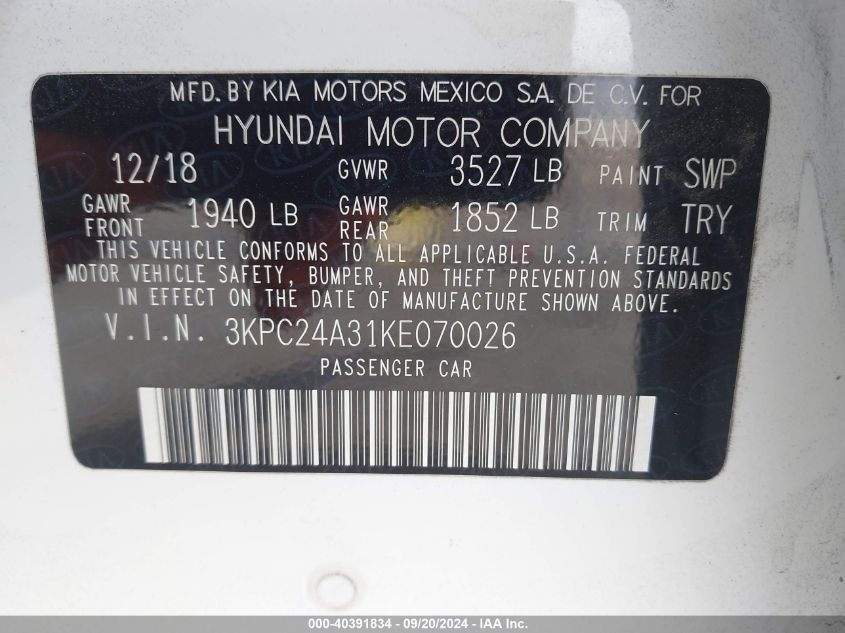 MFD. BY KIA MOTORS MEXICO S.A. DE C.V. FOR
HYUNDAI MOTOR COMPANY
12/18 GVWR 3527 LB PAINT SWP
GAWR FRONT 1940 LB GAWR REAR 1852 LB TRIM TRY
THIS VEHICLE CONFORMS TO ALL APPLICABLE U.S.A. FEDERAL
MOTOR VEHICLE SAFETY, BUMPER, AND THEFT PREVENTION STANDARDS
IN EFFECT ON THE DATE OF MANUFACTURE SHOWN ABOVE.
V.I.N. 3KPC24A31KE070026
PASSENGER CAR
000-40391834 - 09/20/2024 - IAA Inc.